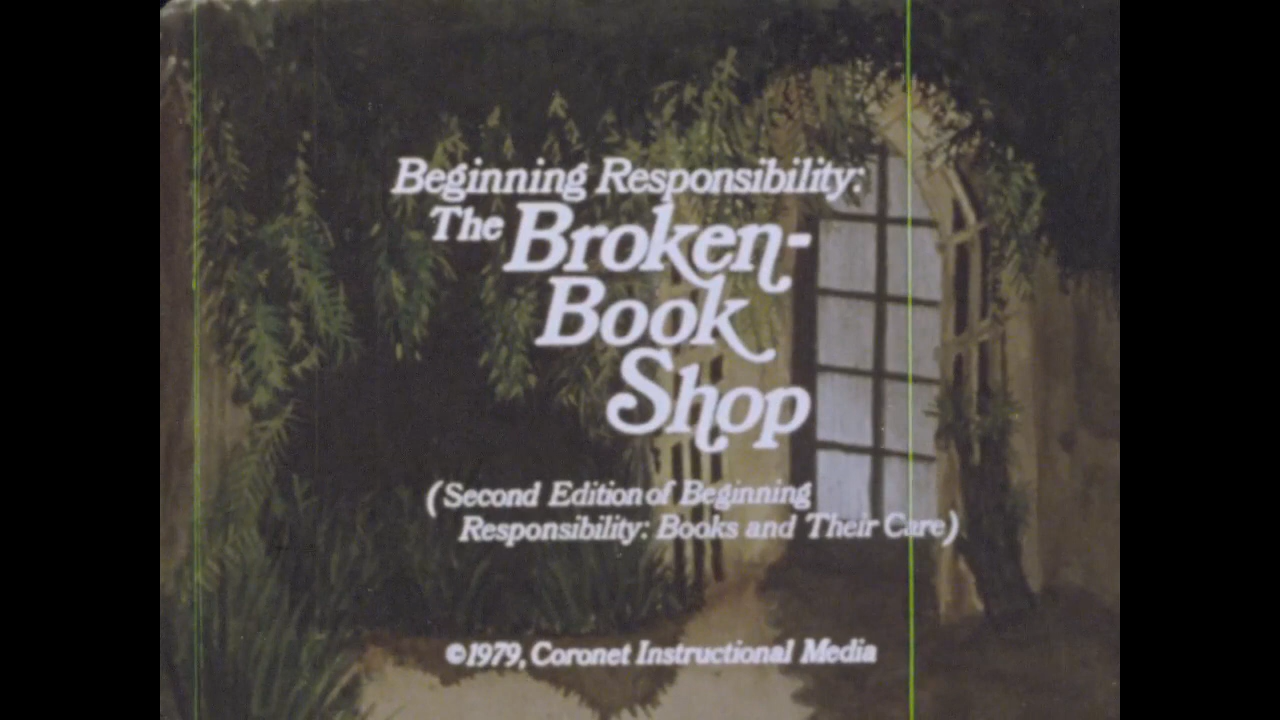 Beginning Responsibility:
The Broken-
Book
Shop
(Second Edition of Beginning
Responsibility: Books and Their Care)
©1979, Coronet Instructional Media